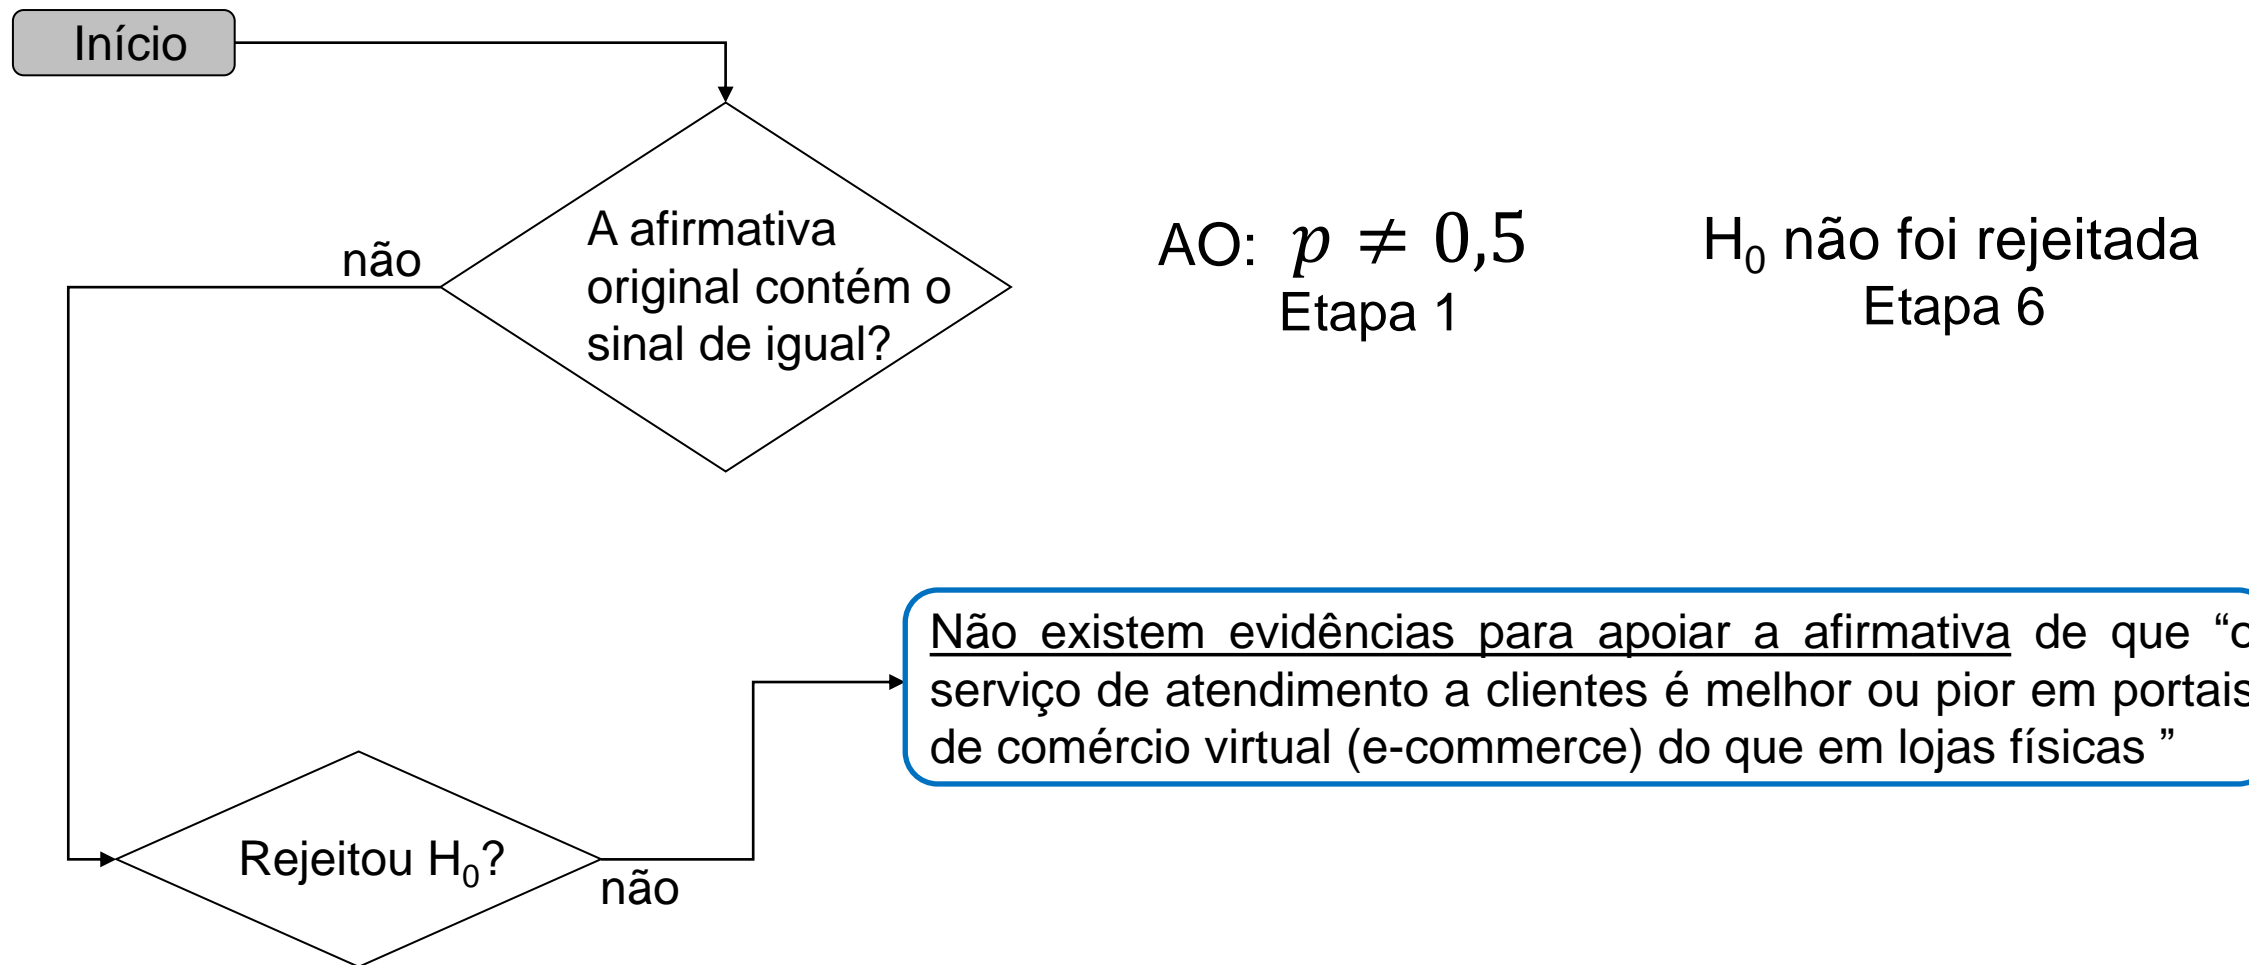 Início
A afirmativa
original contém o
sinal de igual?
não
AO: p ≠ 0,5
Etapa 1
H₀ não foi rejeitada
Etapa 6
Não existem evidências para apoiar a afirmativa de que “o
serviço de atendimento a clientes é melhor ou pior em portais
de comércio virtual (e-commerce) do que em lojas físicas ”
Rejeitou H₀?
não